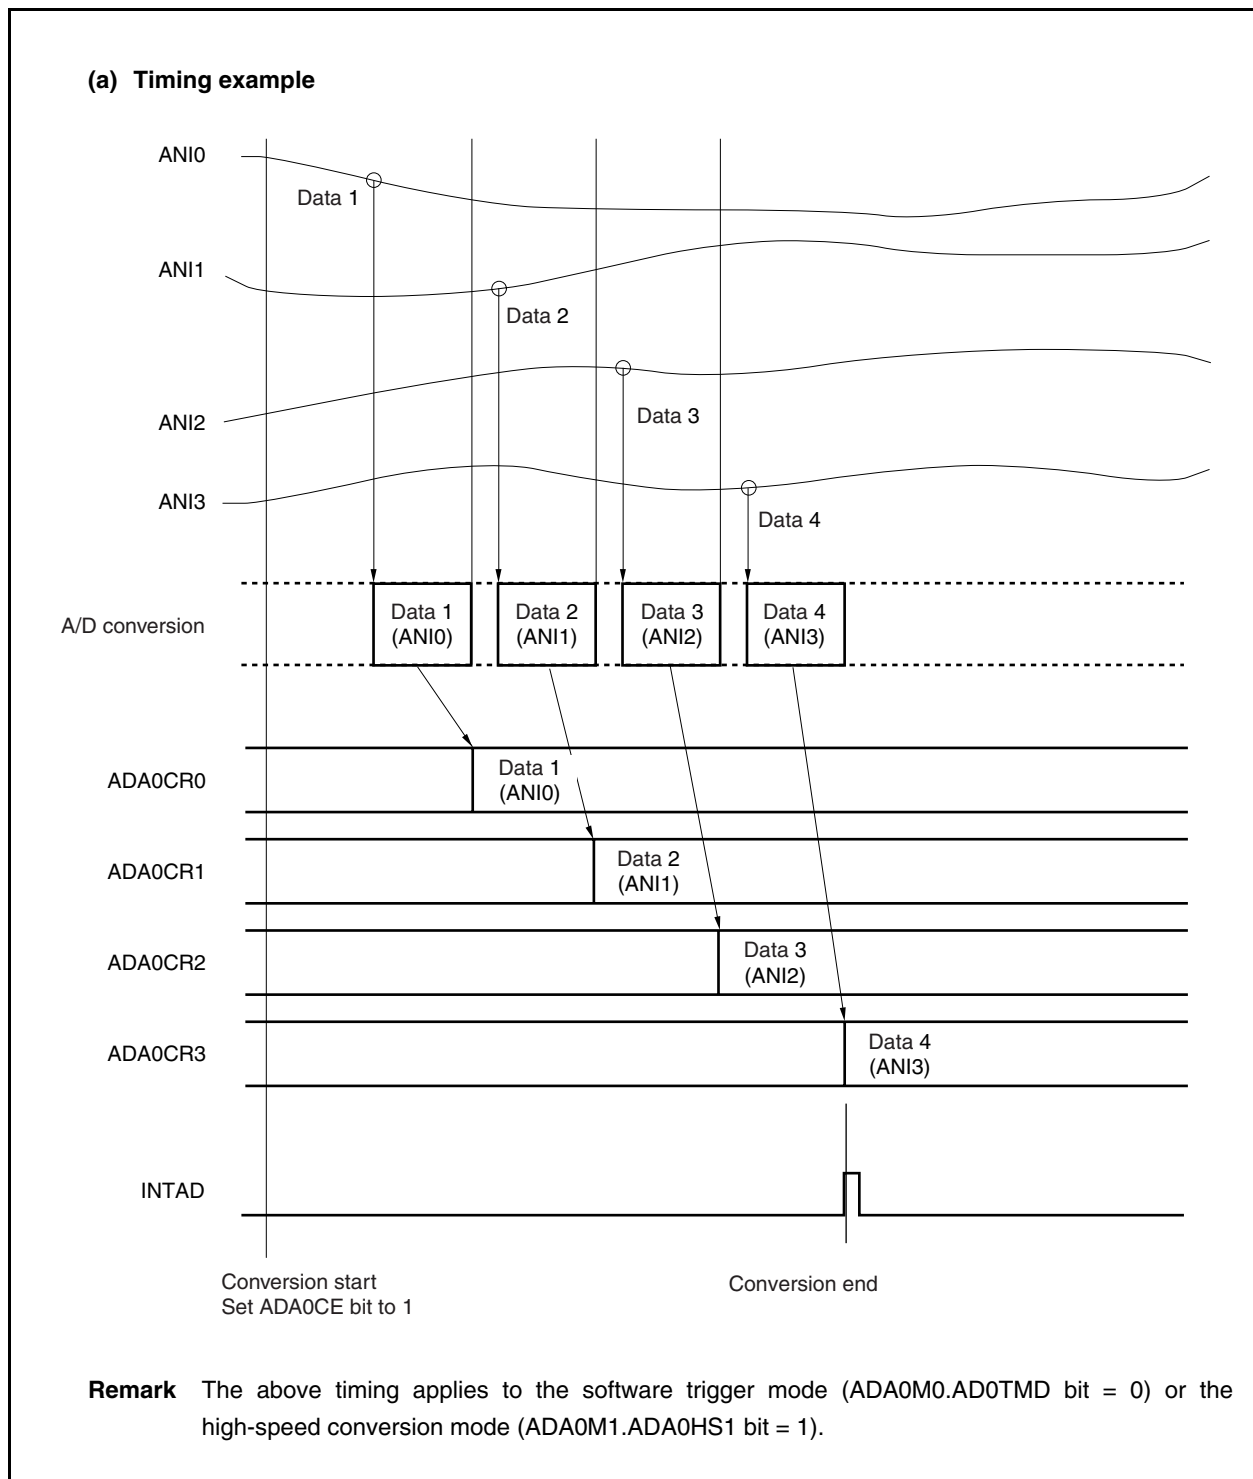 (a) Timing example
ANI0
Data 1
ANI1
Data 2
ANI2
Data 3
ANI3
Data 4
A/D conversion
Data 1
(ANI0)
Data 2
(ANI1)
Data 3
(ANI2)
Data 4
(ANI3)
ADA0CR0
Data 1
(ANI0)
ADA0CR1
Data 2
(ANI1)
ADA0CR2
Data 3
(ANI2)
ADA0CR3
Data 4
(ANI3)
INTAD
Conversion start
Set ADA0CE bit to 1
Conversion end
Remark The above timing applies to the software trigger mode (ADA0M0.AD0TMD bit = 0) or the
high-speed conversion mode (ADA0M1.ADA0HS1 bit = 1).